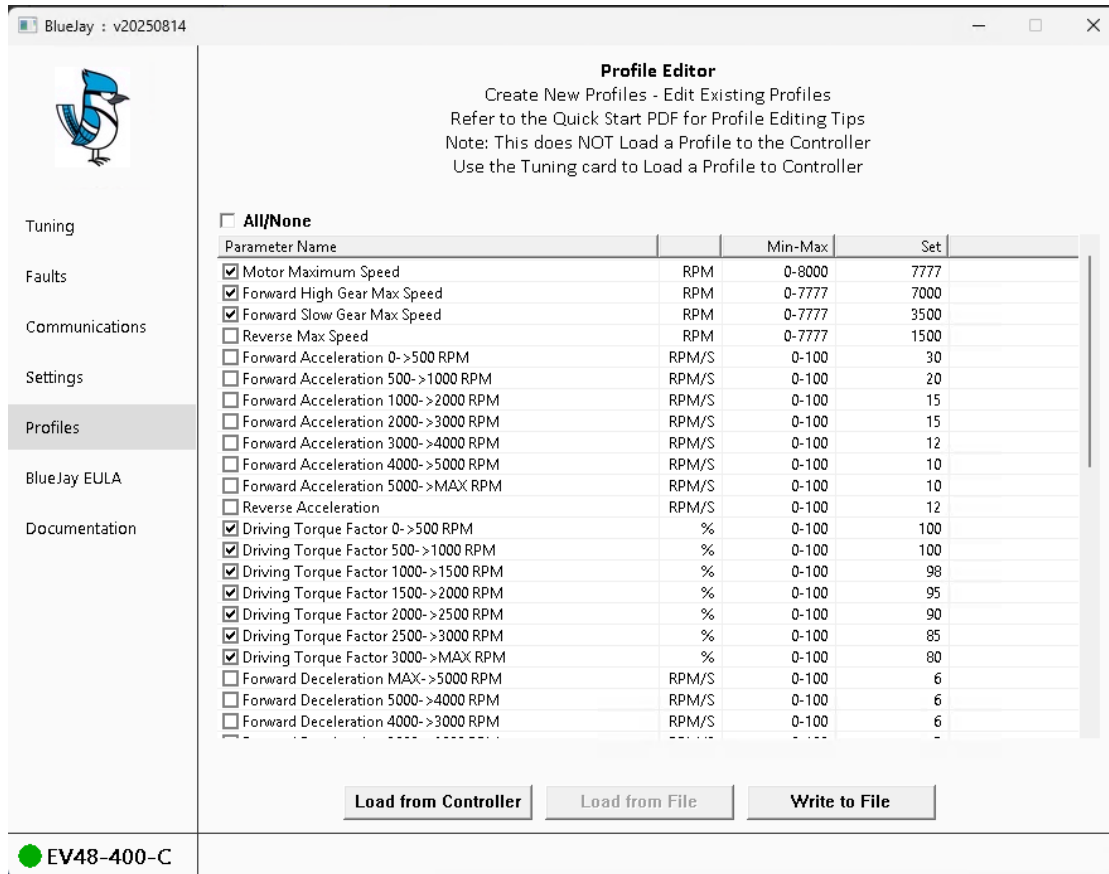 BlueJay : v20250814
Profile Editor
Create New Profiles - Edit Existing Profiles
Refer to the Quick Start PDF for Profile Editing Tips
Note: This does NOT Load a Profile to the Controller
Use the Tuning card to Load a Profile to Controller
Tuning
Faults
Communications
Settings
Profiles
BlueJay EULA
Documentation
All/None
Parameter Name Min-Max Set
Motor Maximum Speed RPM 0-8000 7777
Forward High Gear Max Speed RPM 0-7777 7000
Forward Slow Gear Max Speed RPM 0-7777 3500
Reverse Max Speed RPM 0-7777 1500
Forward Acceleration 0->500 RPM RPM/S 0-100 30
Forward Acceleration 500->1000 RPM RPM/S 0-100 20
Forward Acceleration 1000->2000 RPM RPM/S 0-100 15
Forward Acceleration 2000->3000 RPM RPM/S 0-100 15
Forward Acceleration 3000->4000 RPM RPM/S 0-100 12
Forward Acceleration 4000->5000 RPM RPM/S 0-100 10
Forward Acceleration 5000->MAX RPM RPM/S 0-100 10
Reverse Acceleration RPM/S 0-100 12
Driving Torque Factor 0->500 RPM % 0-100 100
Driving Torque Factor 500->1000 RPM % 0-100 100
Driving Torque Factor 1000->1500 RPM % 0-100 98
Driving Torque Factor 1500->2000 RPM % 0-100 95
Driving Torque Factor 2000->2500 RPM % 0-100 90
Driving Torque Factor 2500->3000 RPM % 0-100 85
Driving Torque Factor 3000->MAX RPM % 0-100 80
Forward Deceleration MAX->5000 RPM RPM/S 0-100 6
Forward Deceleration 5000->4000 RPM RPM/S 0-100 6
Forward Deceleration 4000->3000 RPM RPM/S 0-100 6
Load from Controller
Load from File
Write to File
EV48-400-C